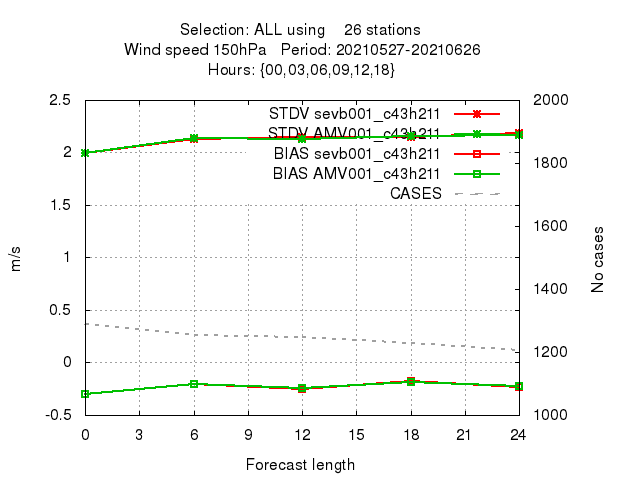 Selection: ALL using    26 stations
Wind speed 150hPa   Period: 20210527-20210626
Hours: {00,03,06,09,12,18}
STDV sevb001_c43h211
STDV AMV001_c43h211
BIAS sevb001_c43h211
BIAS AMV001_c43h211
CASES
2.5
2
1.5
1
0.5
0
-0.5
m/s
2000
1800
1600
1400
1200
1000
No cases
0 3 6 9 12 15 18 21 24
Forecast length